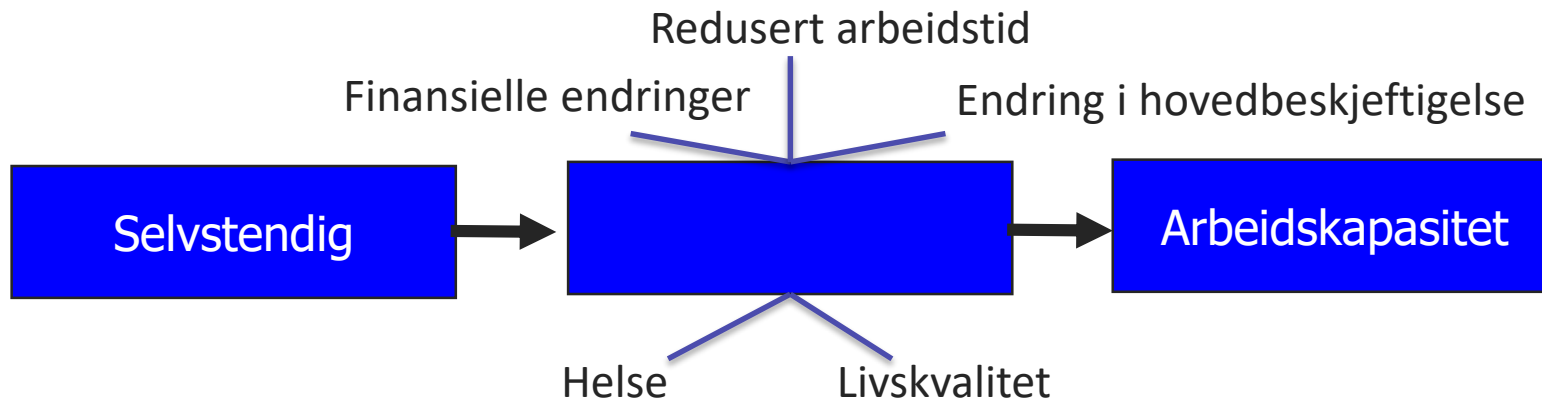 Redusert arbeidstid
Finansielle endringer
Endring i hovedbeskjeftigelse
Selvstendig
Arbeidskapasitet
Helse
Livskvalitet